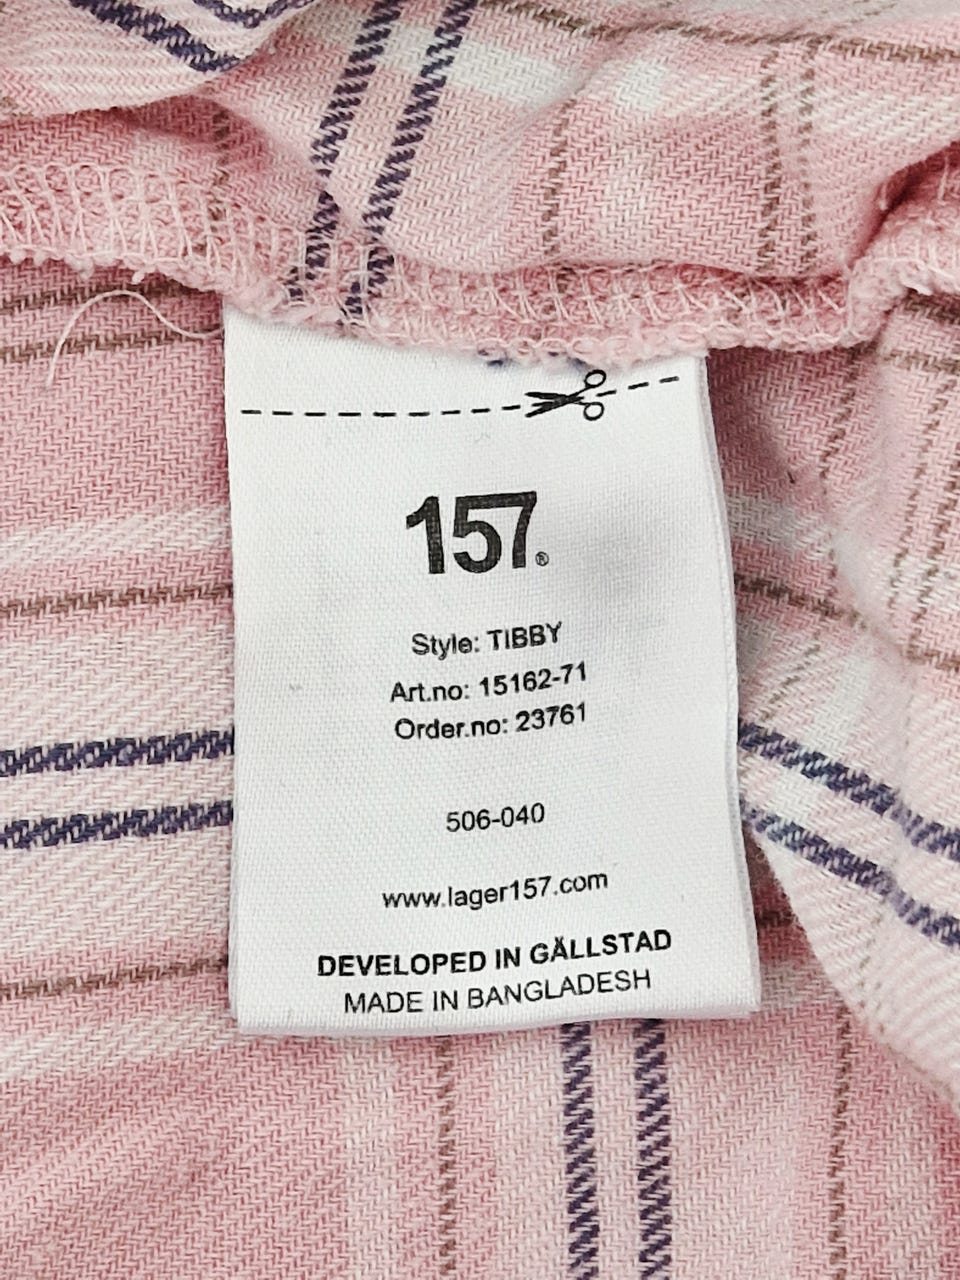 157®
Style: TIBBY
Art.no: 15162-71
Order.no: 23761
506-040
www.lager157.com
DEVELOPED IN GÄLLSTAD
MADE IN BANGLADESH